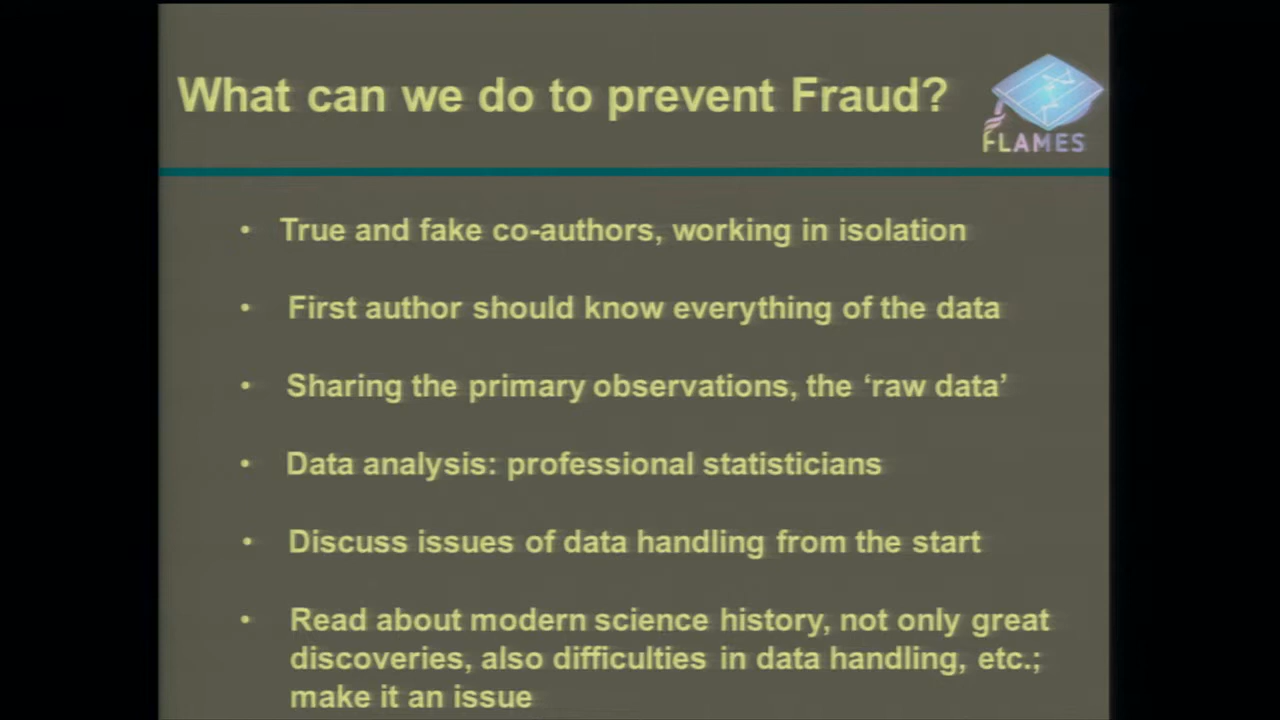 What can we do to prevent Fraud?
FLAMES
• True and fake co-authors, working in isolation
• First author should know everything of the data
• Sharing the primary observations, the ‘raw data’
• Data analysis: professional statisticians
• Discuss issues of data handling from the start
• Read about modern science history, not only great
discoveries, also difficulties in data handling, etc.;
make it an issue